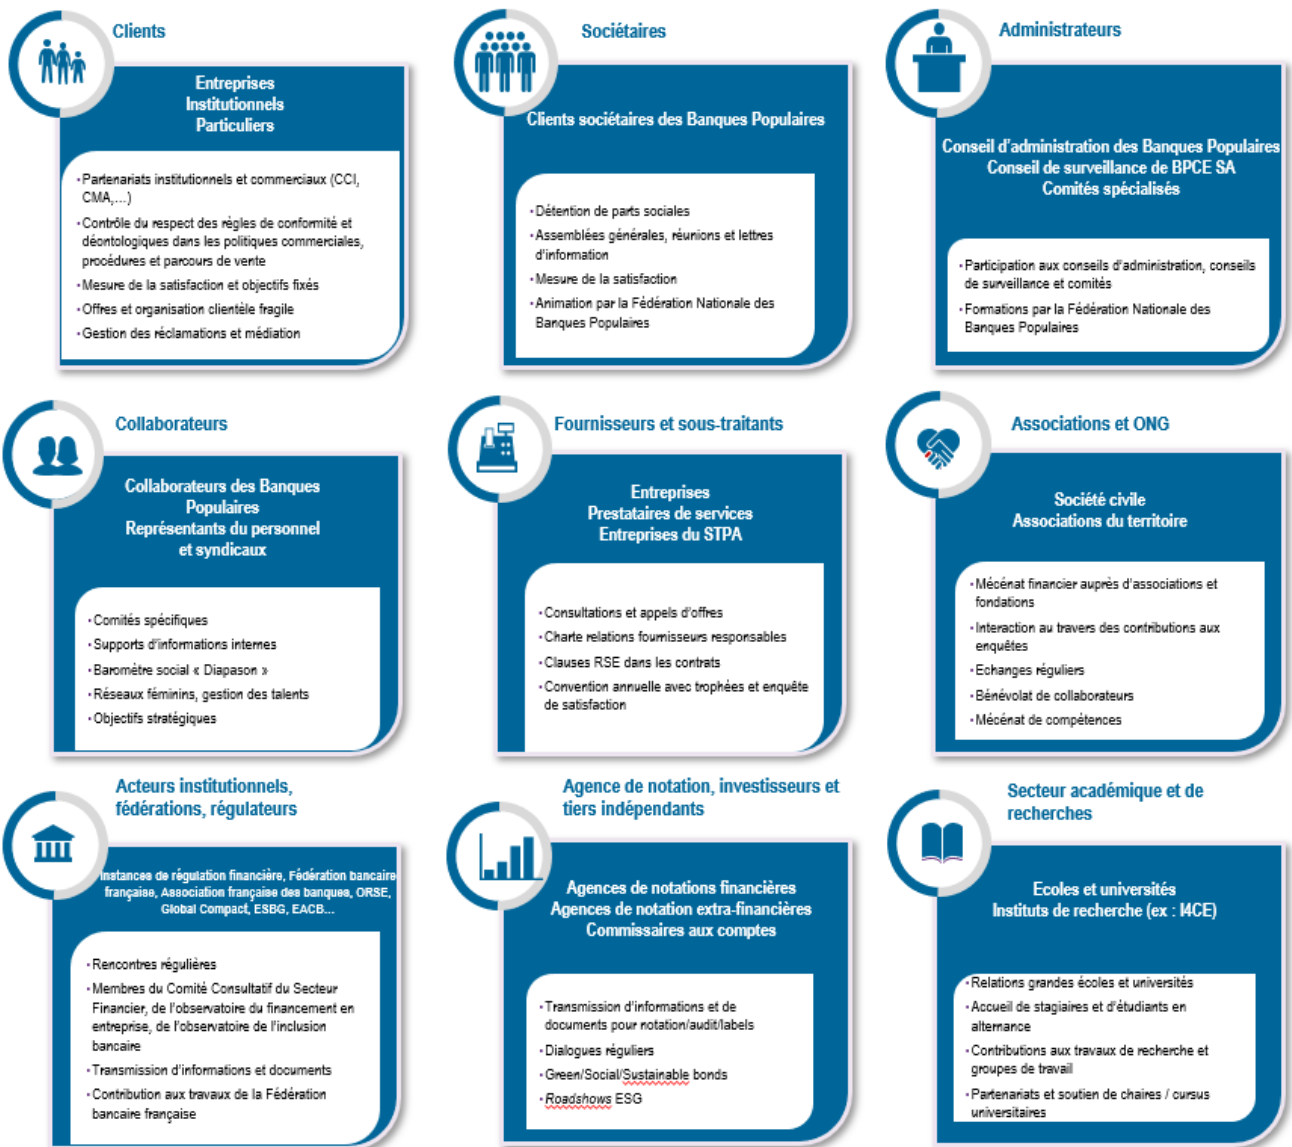 Clients
Entreprises
Institutionnels
Particuliers
•Partenariats institutionnels et commerciaux (CCI,
CMA,...)
•Contrôle du respect des règles de conformité et
déontologiques dans les politiques commerciales,
procédures et parcours de vente
•Mesure de la satisfaction et objectifs fixés
•Offres et organisation clientèle fragile
•Gestion des réclamations et médiation
Sociétaires
Clients sociétaires des Banques Populaires
•Détention de parts sociales
•Assemblées générales, réunions et lettres
d'information
•Mesure de la satisfaction
•Animation par la Fédération Nationale des
Banques Populaires
Administrateurs
Conseil d'administration des Banques Populaires
Conseil de surveillance de BPCE SA
Comités spécialisés
•Participation aux conseils d'administration, conseils
de surveillance et comités
•Formations par la Fédération Nationale des
Banques Populaires
Collaborateurs
Collaborateurs des Banques
Populaires
Représentants du personnel
et syndicaux
•Comités spécifiques
•Supports d'informations internes
•Baromètre social « Diapason »
•Réseaux féminins, gestion des talents
•Objectifs stratégiques
Fournisseurs et sous-traitants
Entreprises
Prestataires de services
Entreprises du STPA
•Consultations et appels d'offres
•Charte relations fournisseurs responsables
•Clauses RSE dans les contrats
•Convention annuelle avec trophées et enquête
de satisfaction
Associations et ONG
Société civile
Associations du territoire
•Mécénat financier auprès d'associations et
fondations
•Interaction au travers des contributions aux
enquêtes
•Echanges réguliers
•Bénévolat de collaborateurs
•Mécénat de compétences
Acteurs institutionnels,
fédérations, régulateurs
Instances de régulation financière, Fédération bancaire
française, Association française des banques, ORSE,
Global Compact, ESBG, EACB...
•Rencontres régulières
•Membres du Comité Consultatif du Secteur
Financier, de l'observatoire du financement en
entreprise, de l'observatoire de l'inclusion
bancaire
•Transmission d'informations et documents
•Contribution aux travaux de la Fédération
bancaire française
Agence de notation, investisseurs et
tiers indépendants
Agences de notations financières
Agences de notation extra-financières
Commissaires aux comptes
•Transmission d'informations et de
documents pour notation/audit/labels
•Dialogues réguliers
•Green/Social/Sustainable bonds
•Roadshows ESG
Secteur académique et de
recherches
Ecoles et universités
Instituts de recherche (ex : I4CE)
•Relations grandes écoles et universités
•Accueil de stagiaires et d'étudiants en
alternance
•Contributions aux travaux de recherche et
groupes de travail
•Partenariats et soutien de chaires / cursus
universitaires